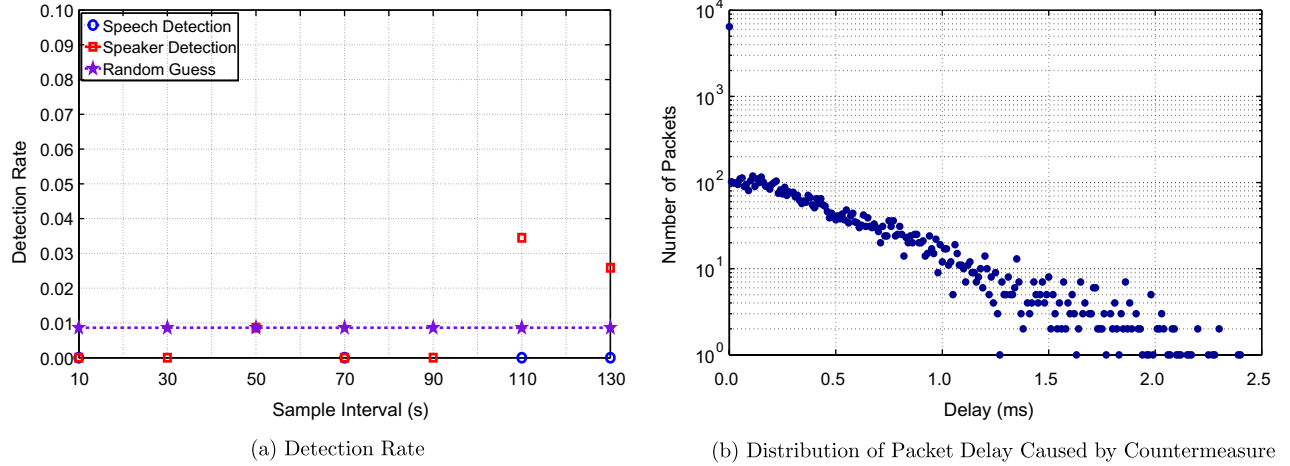 0.10
0.09
0.08
0.07
0.06
0.05
0.04
0.03
0.02
0.01
0.00
Detection Rate
Speech Detection
Speaker Detection
Random Guess
10 30 50 70 90 110 130
Sample Interval (s)
(a) Detection Rate
10^4
10^3
10^2
10^1
10^0
Number of Packets
0.0 0.5 1.0 1.5 2.0 2.5
Delay (ms)
(b) Distribution of Packet Delay Caused by Countermeasure